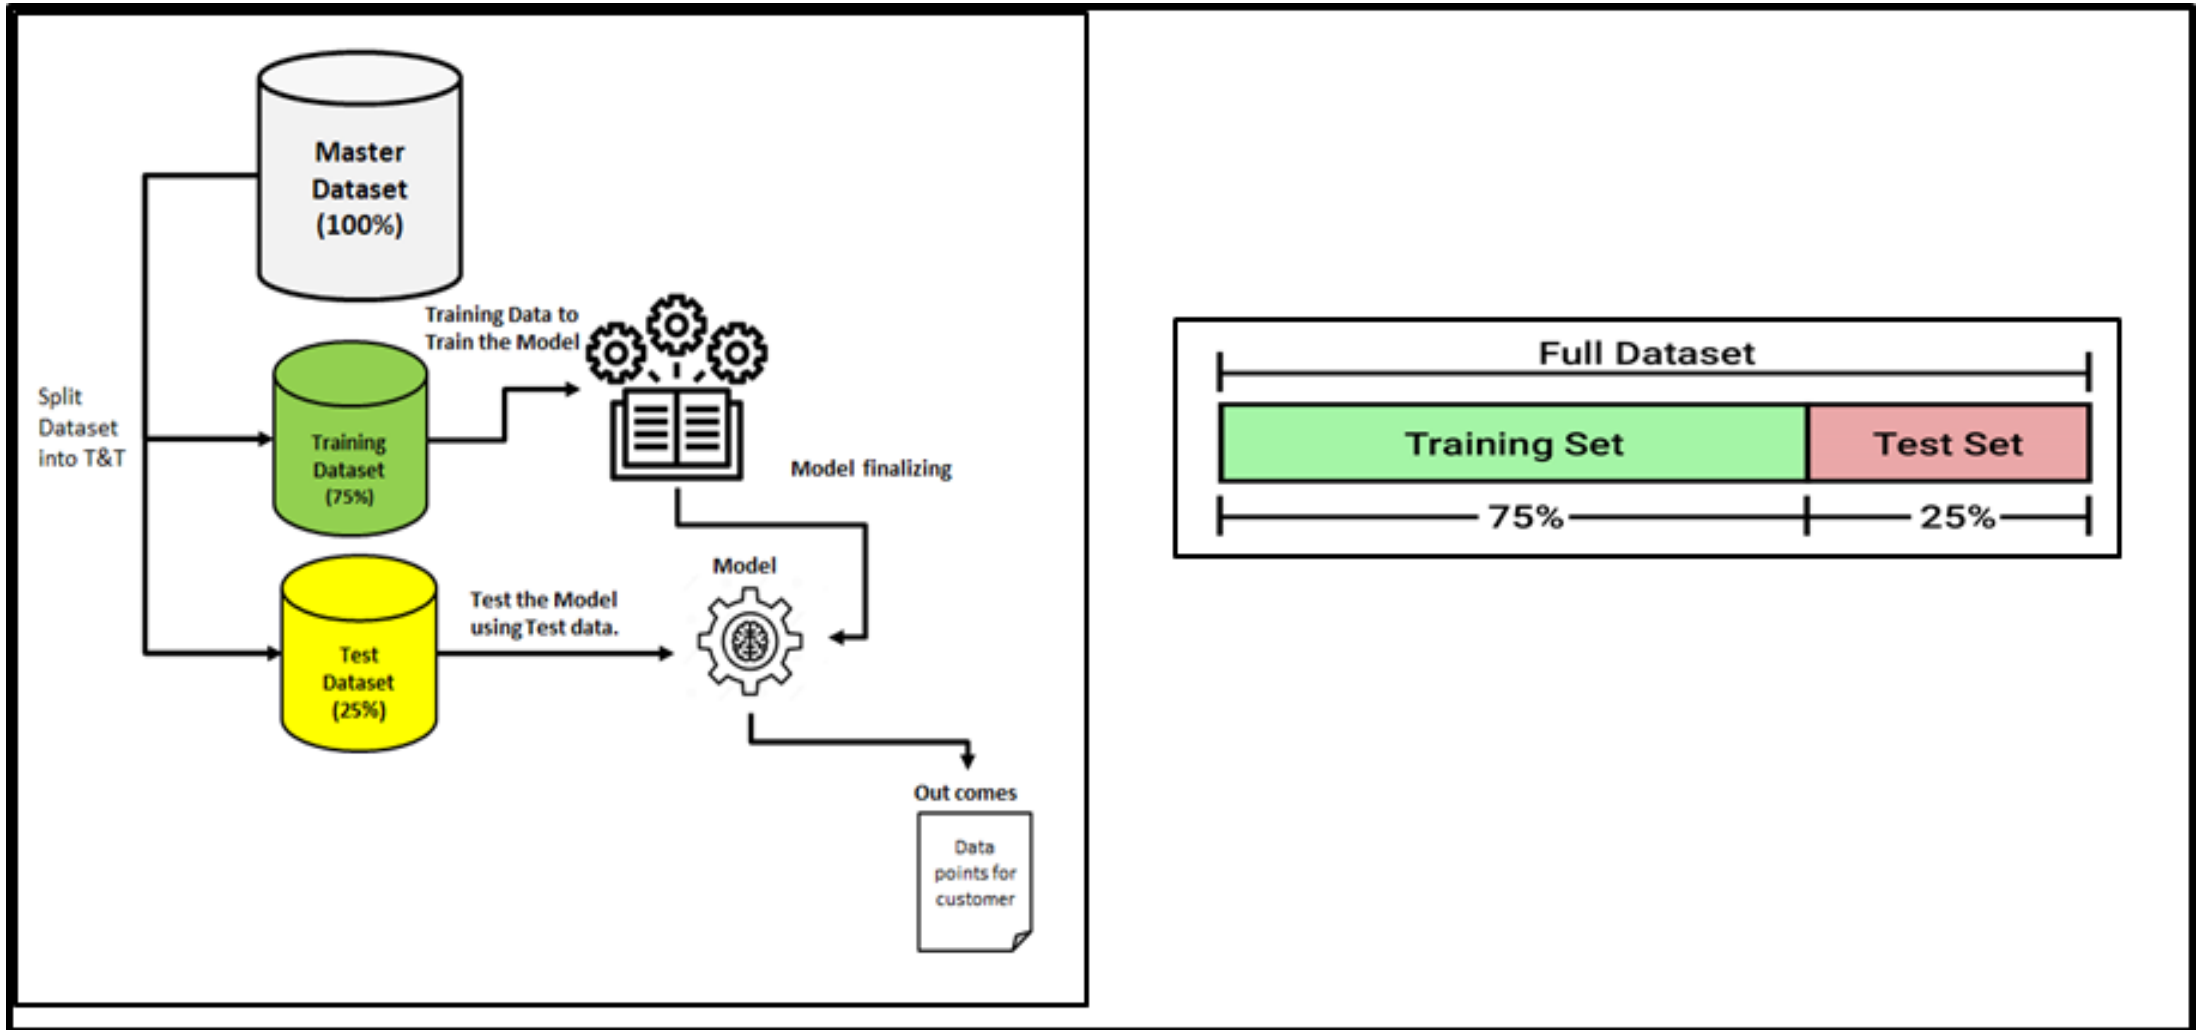 Master
Dataset
(100%)
Training Data to
Train the Model
Split
Dataset
into T&T
Training
Dataset
(75%)
Model finalizing
Model
Test the Model
using Test data.
Test
Dataset
(25%)
Out comes
Data
points for
customer
Full Dataset
Training Set
Test Set
75%
25%